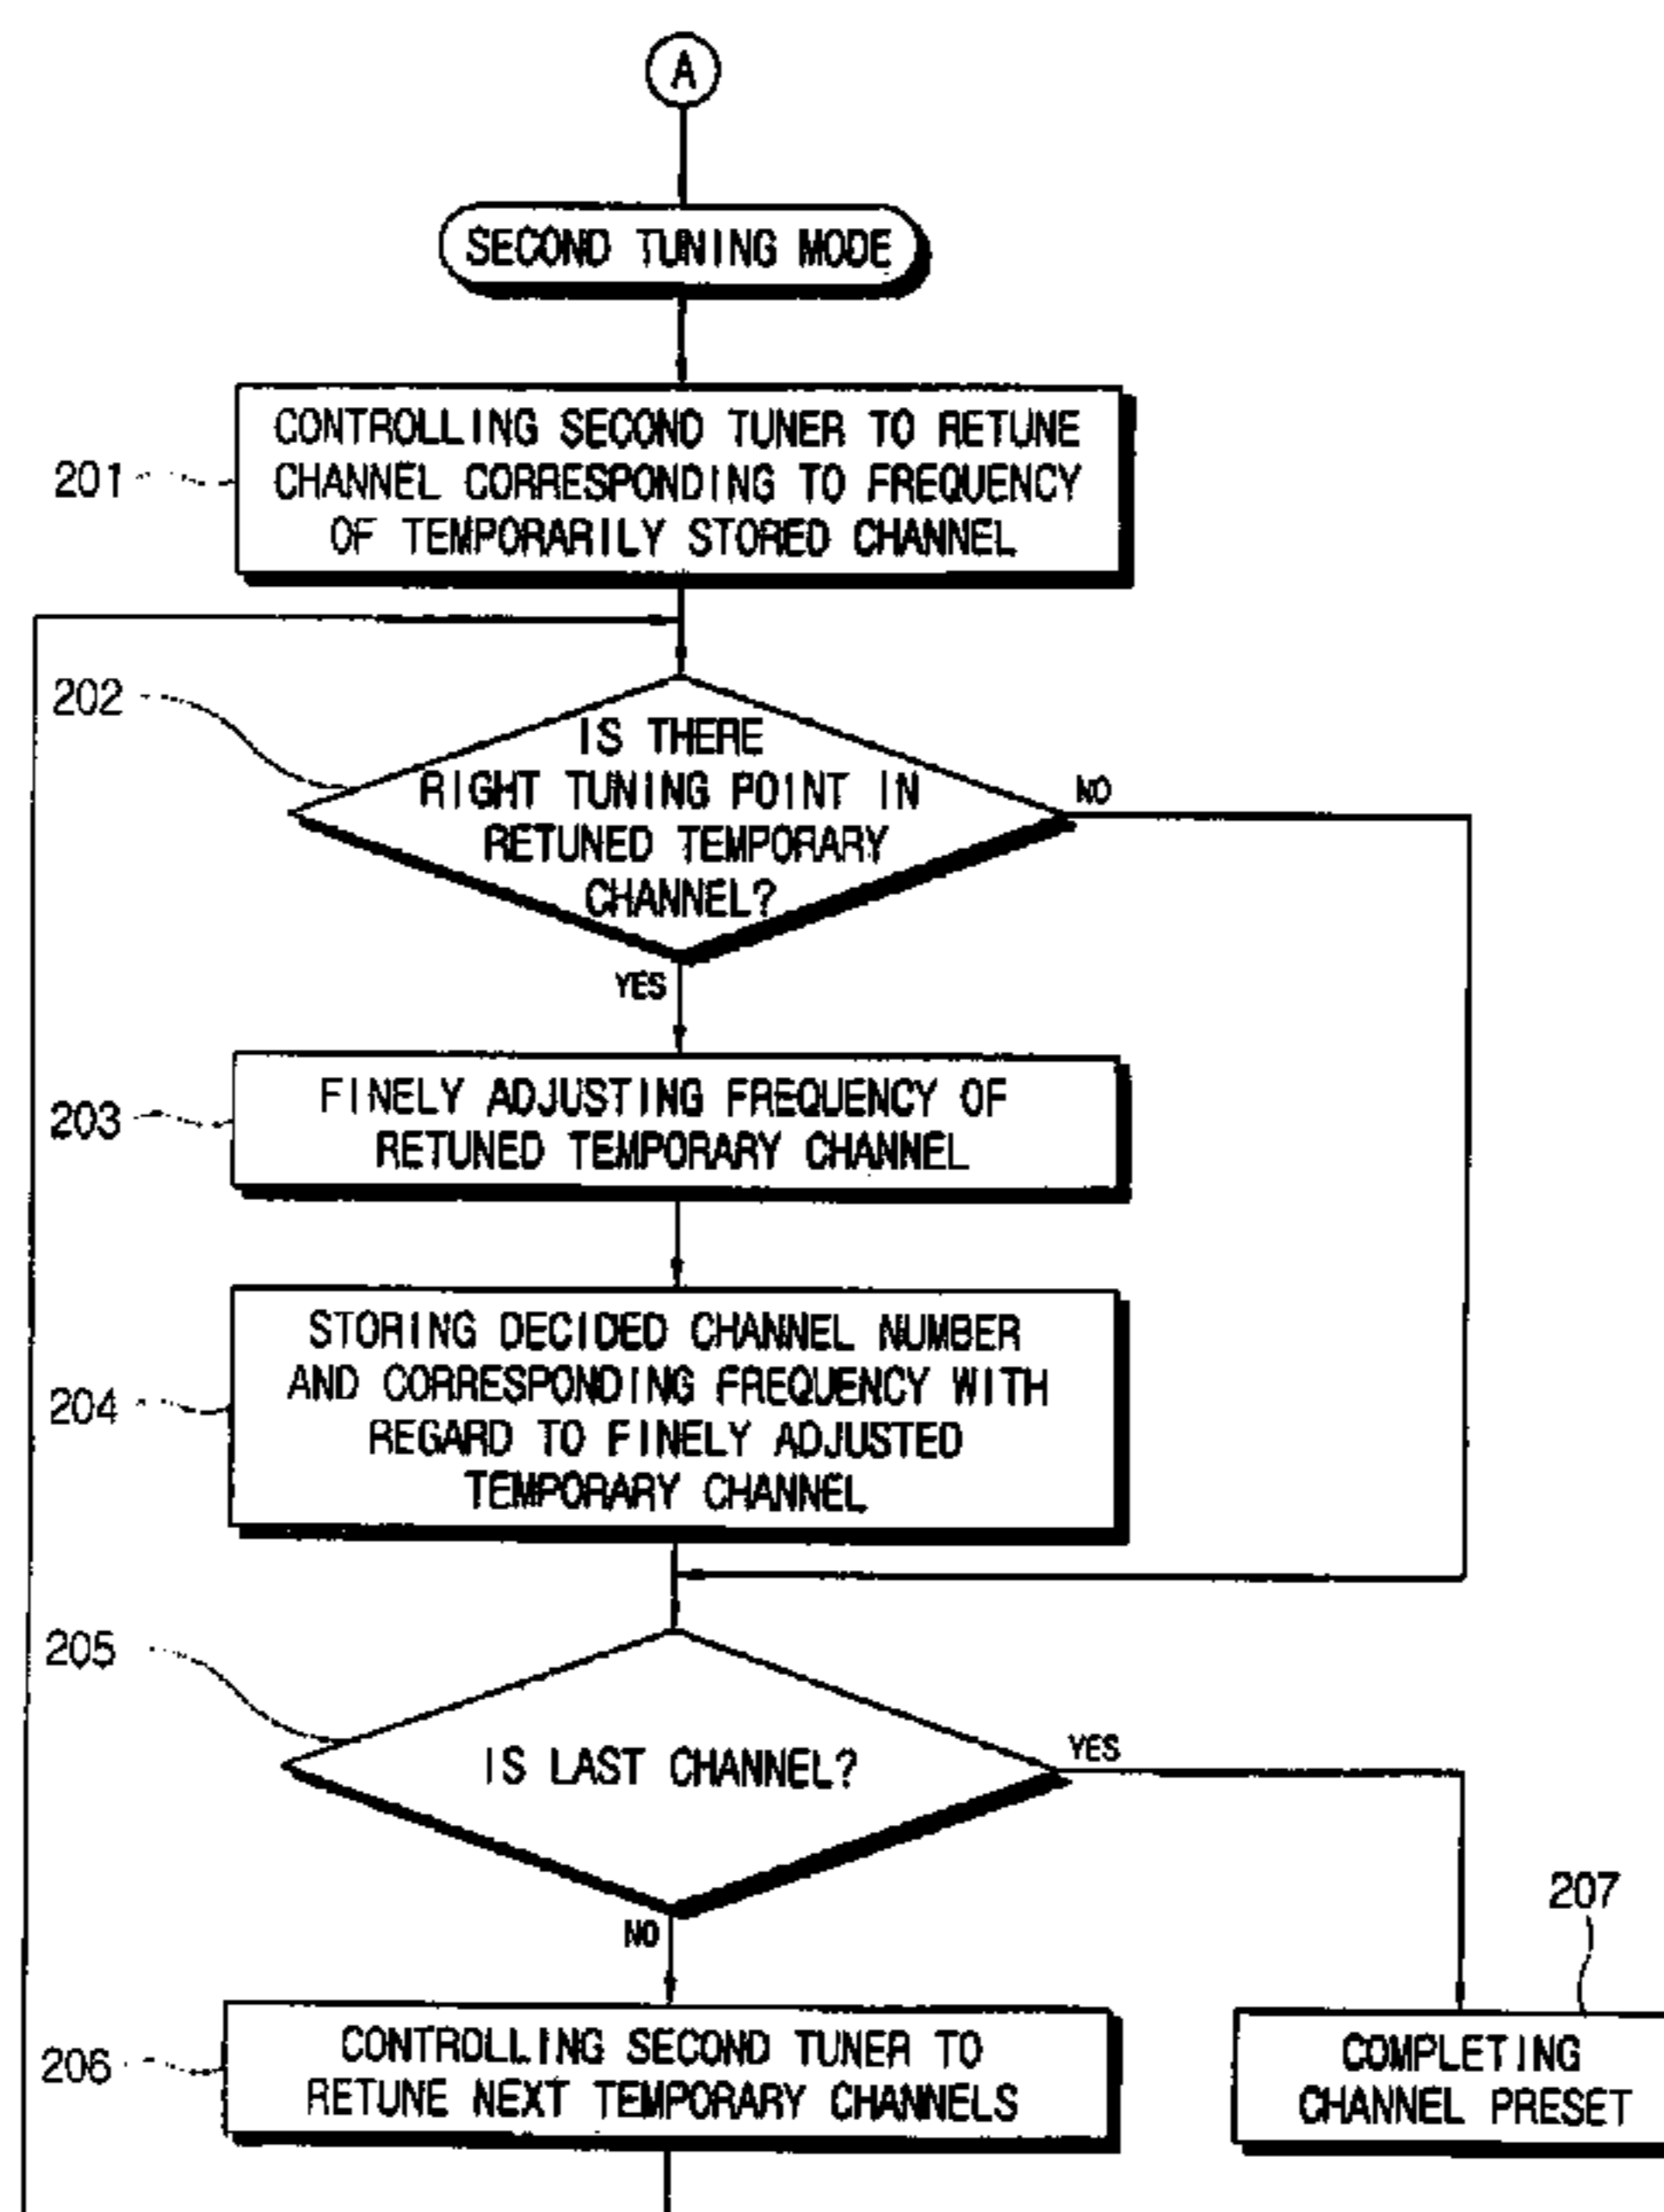 A
SECOND TUNING MODE
201
CONTROLLING SECOND TUNER TO RETUNE
CHANNEL CORRESPONDING TO FREQUENCY
OF TEMPORARILY STORED CHANNEL
202
IS THERE
RIGHT TUNING POINT IN
RETUNED TEMPORARY
CHANNEL?
NO
YES
203
FINELY ADJUSTING FREQUENCY OF
RETUNED TEMPORARY CHANNEL
204
STORING DECIDED CHANNEL NUMBER
AND CORRESPONDING FREQUENCY WITH
REGARD TO FINELY ADJUSTED
TEMPORARY CHANNEL
205
IS LAST CHANNEL?
YES
NO
206
CONTROLLING SECOND TUNER TO
RETUNE NEXT TEMPORARY CHANNELS
207
COMPLETING
CHANNEL PRESET